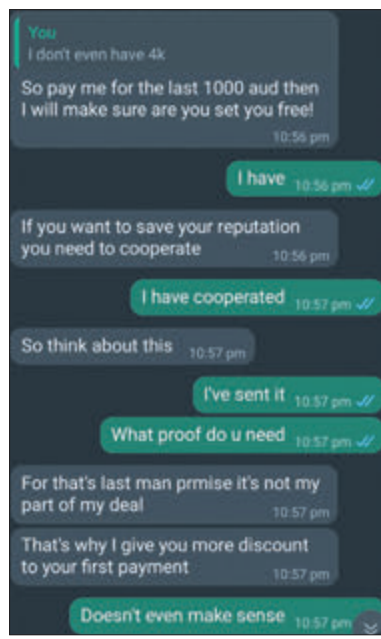 You
I don't even have 4k
So pay me for the last 1000 aud then
I will make sure are you set you free!
10:56 pm
I have 10:56 pm
If you want to save your reputation
you need to cooperate
10:56 pm
I have cooperated 10:57 pm
So think about this 10:57 pm
I've sent it 10:57 pm
What proof do u need 10:57 pm
For that's last man prmise it's not my
part of my deal
10:57 pm
That's why I give you more discount
to your first payment
10:57 pm
Doesn't even make sense 10:57 pm